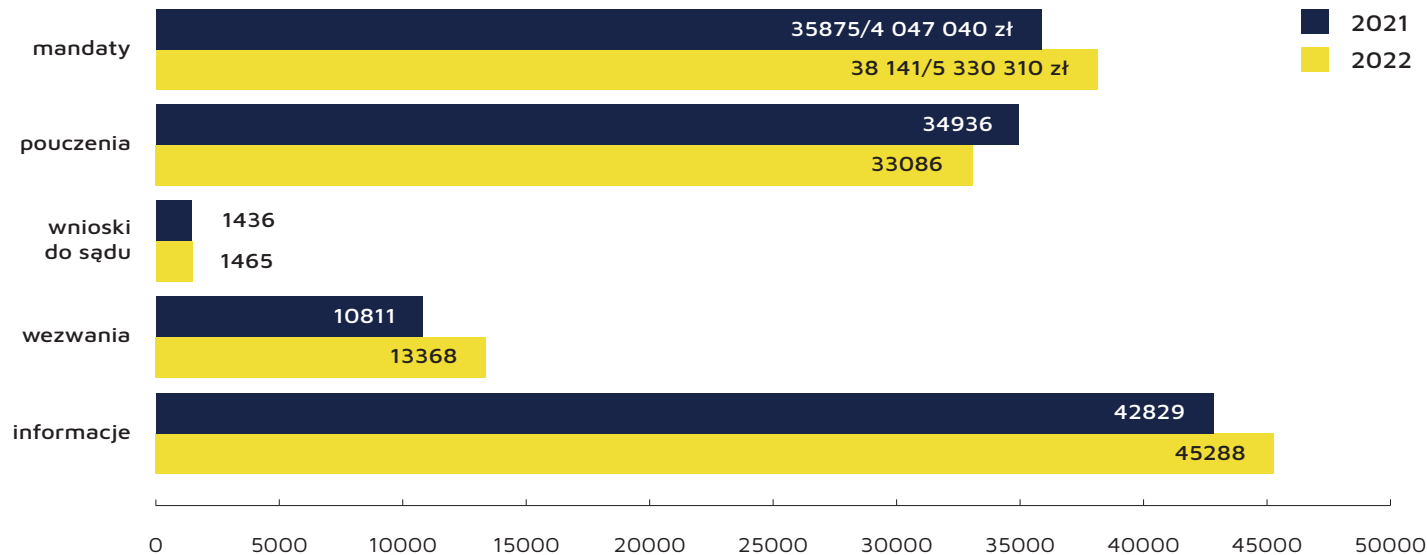 mandaty
35875/4 047 040 zł
38 141/5 330 310 zł
2021
2022
pouczenia
34936
33086
wnioski
do sądu
1436
1465
wezwania
10811
13368
informacje
42829
45288
0 5000 10000 15000 20000 25000 30000 35000 40000 45000 50000